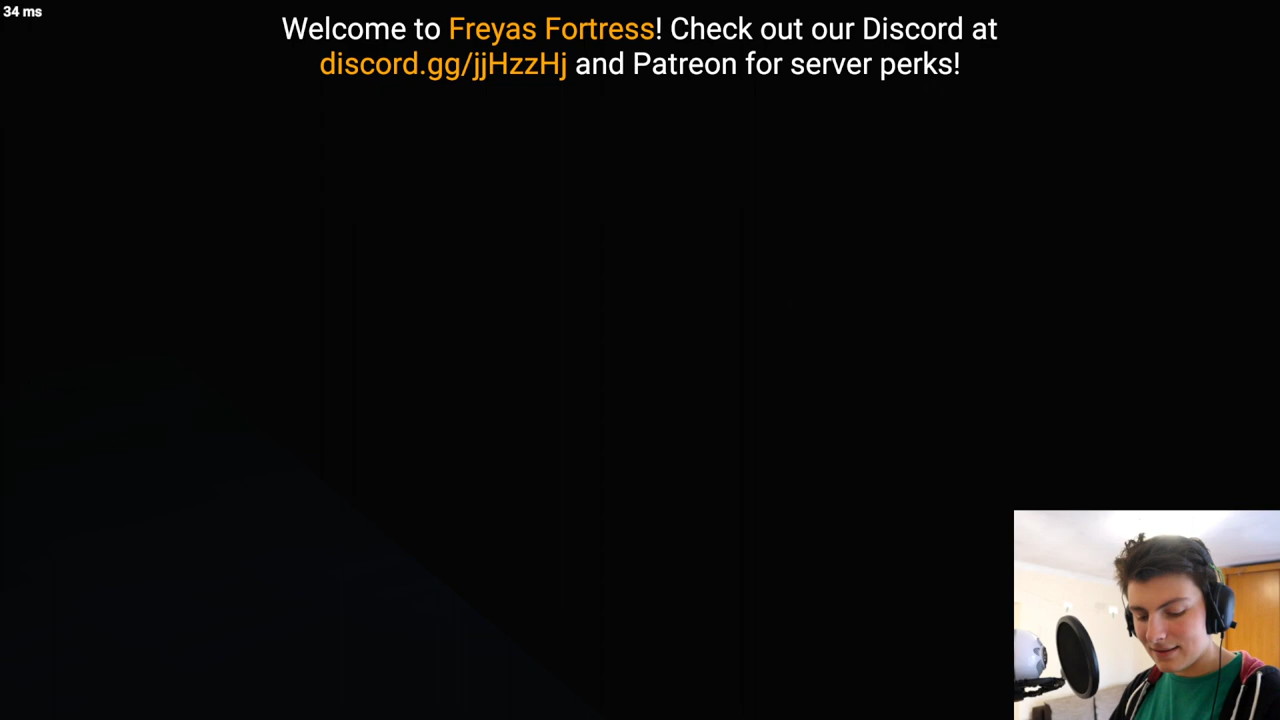 34 ms
Welcome to Freyas Fortress! Check out our Discord at
discord.gg/jjHzzHj and Patreon for server perks!